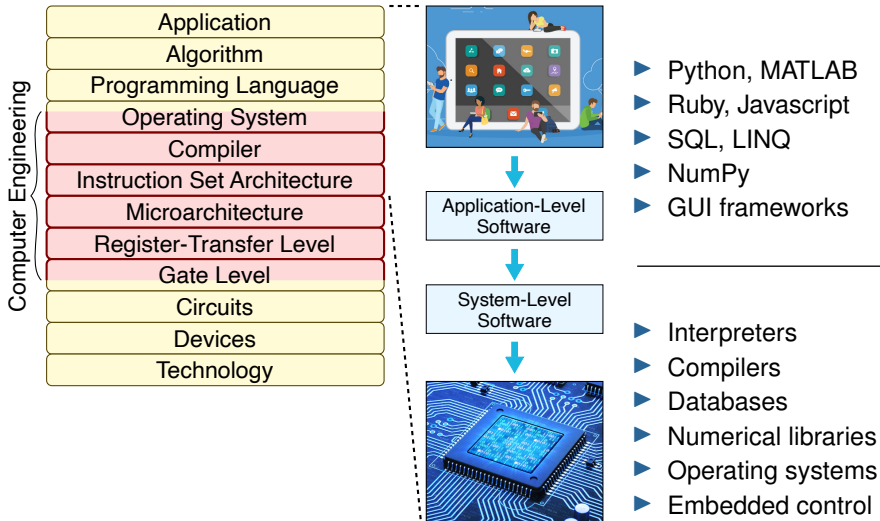 Computer Engineering
Application
Algorithm
Programming Language
Operating System
Compiler
Instruction Set Architecture
Microarchitecture
Register-Transfer Level
Gate Level
Circuits
Devices
Technology
Application-Level
Software
System-Level
Software
Python, MATLAB
Ruby, Javascript
SQL, LINQ
NumPy
GUI frameworks
Interpreters
Compilers
Databases
Numerical libraries
Operating systems
Embedded control